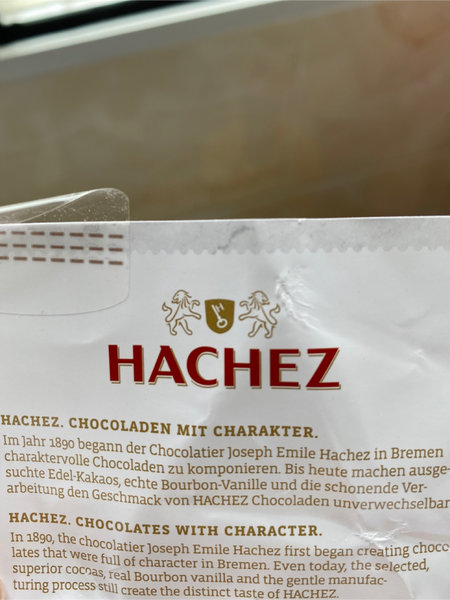 HACHEZ
HACHEZ. CHOCOLADEN MIT CHARAKTER.
Im Jahr 1890 begann der Chocolatier Joseph Emile Hachez in Bremen
charaktervolle Chocoladen zu komponieren. Bis heute machen ausge-
suchte Edel-Kakaos, echte Bourbon-Vanille und die schonende Ver-
arbeitung den Geschmack von HACHEZ Chocoladen unverwechselbar
HACHEZ. CHOCOLATES WITH CHARACTER.
In 1890, the chocolatier Joseph Emile Hachez first began creating choco
lates that were full of character in Bremen. Even today, the selected,
superior cocoas, real Bourbon vanilla and the gentle manufac-
turing process still create the distinct taste of HACHEZ.